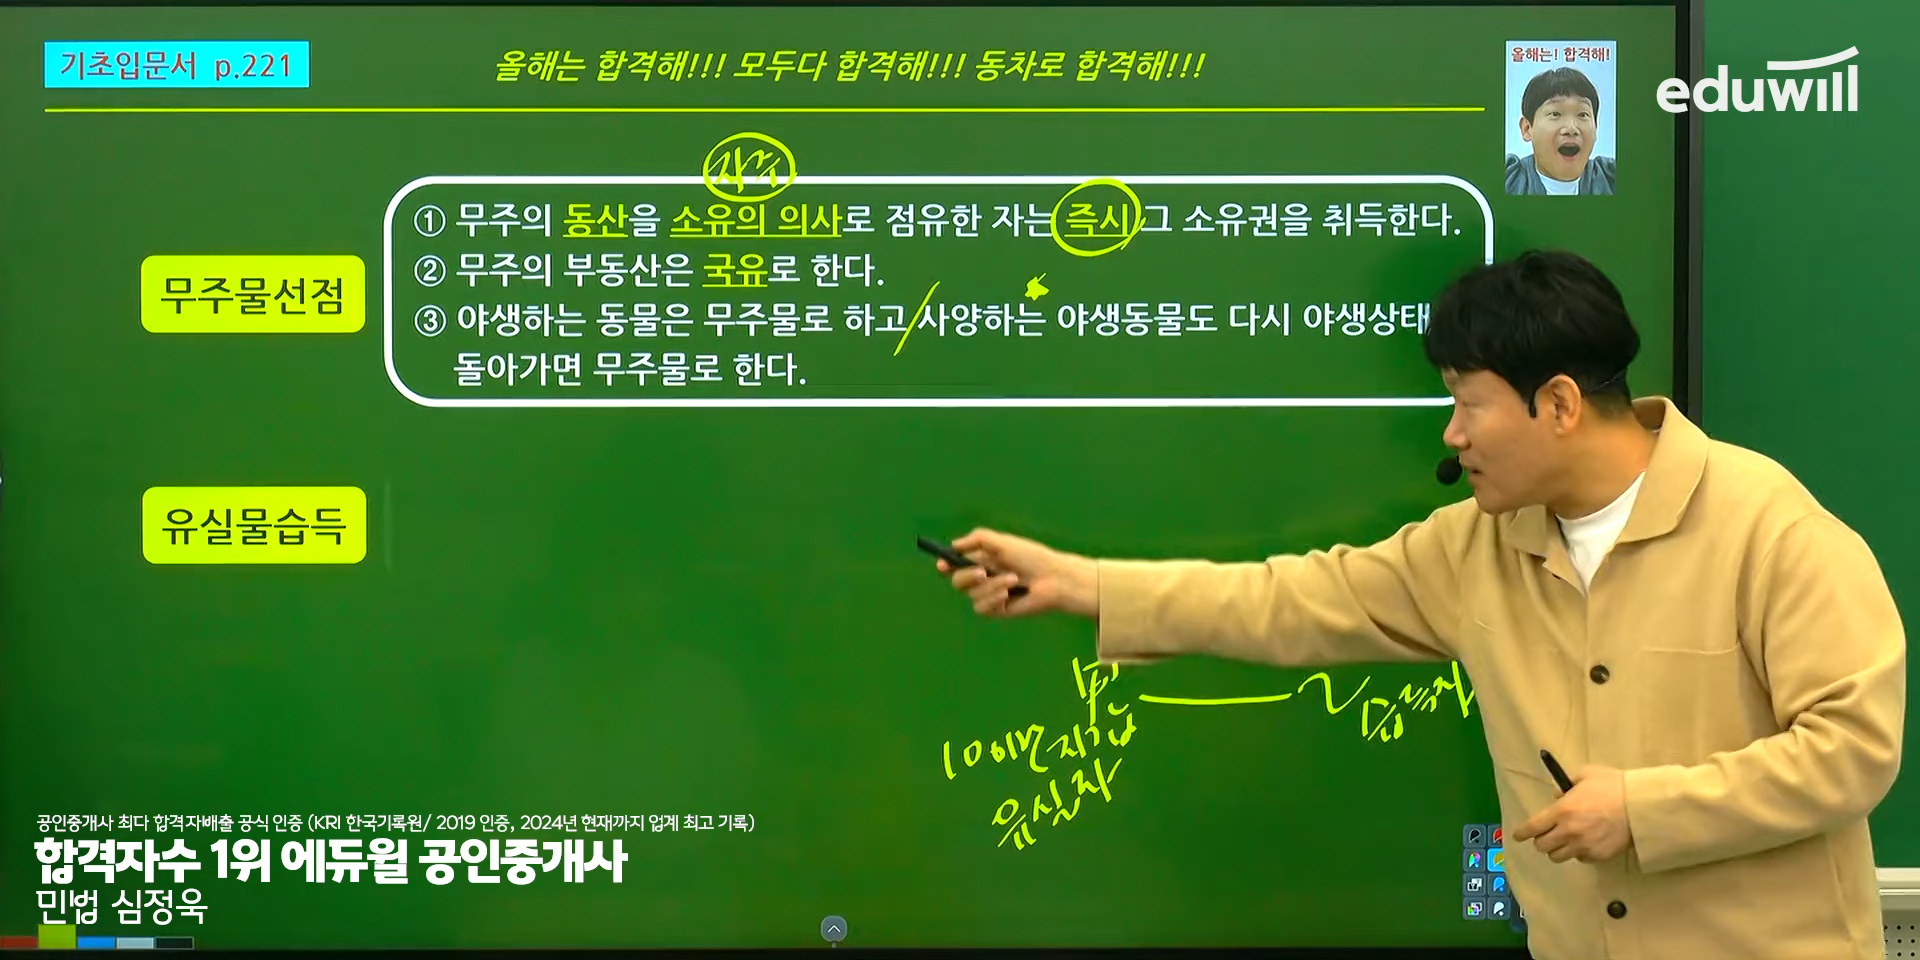 기초입문서 p.221
올해는 합격해!!! 모두다 합격해!!! 동차로 합격해!!!
올해는! 합격해!
eduwill
자주
① 무주의 동산을 소유의 의사로 점유한 자는 즉시 그 소유권을 취득한다.
② 무주의 부동산은 국유로 한다.
무주물선점
③ 야생하는 동물은 무주물로 하고 사양하는 야생동물도 다시 야생상태
돌아가면 무주물로 한다.
유실물습득
습득자
유실자
공인중개사 최다 합격자배출 공식 인증 (KRI 한국기록원/ 2019 인증, 2024년 현재까지 업계 최고 기록)
합격자수 1위 에듀윌 공인중개사
민법 심정욱